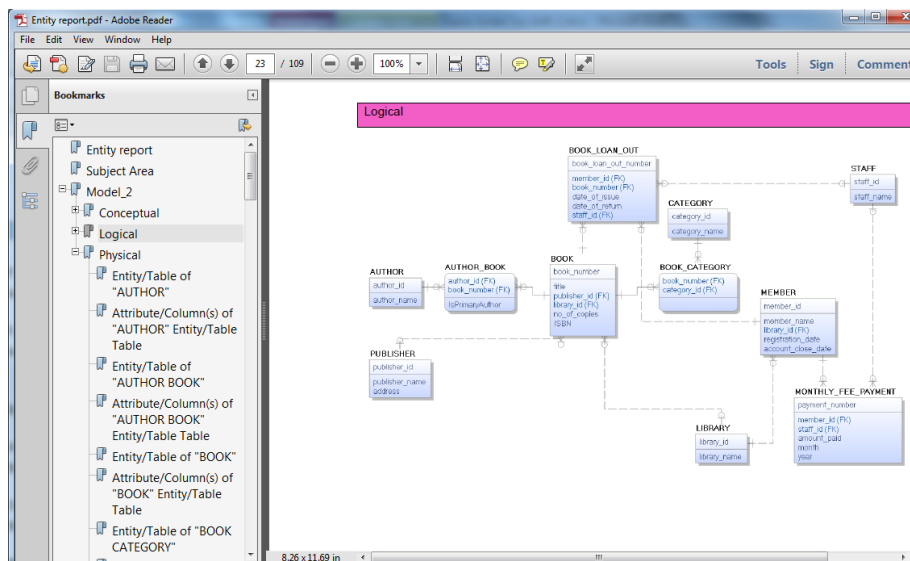 Entity report.pdf - Adobe Reader
File Edit View Window Help
23 / 109 100% Tools Sign Comment
Bookmarks
Entity report
Subject Area
Model_2
Conceptual
Logical
Physical
Entity/Table of
"AUTHOR"
Attribute/Column(s) of
"AUTHOR" Entity/Table
Table
Entity/Table of
"AUTHOR BOOK"
Attribute/Column(s) of
"AUTHOR BOOK"
Entity/Table Table
Entity/Table of "BOOK"
Attribute/Column(s) of
"BOOK" Entity/Table
Table
Entity/Table of "BOOK
CATEGORY"
Logical
BOOK_LOAN_OUT
book_loan_out_number
member_id (FK)
book_number (FK)
date_of_issue
date_of_return
staff_id (FK)
STAFF
staff_id
staff_name
CATEGORY
category_id
category_name
AUTHOR
author_id
author_name
AUTHOR_BOOK
author_id (FK)
book_number (FK)
IsPrimaryAuthor
BOOK
book_number
title
publisher_id (FK)
library_id (FK)
no_of_copies
ISBN
BOOK_CATEGORY
book_number (FK)
category_id (FK)
MEMBER
member_id
member_name
library_id (FK)
registration_date
account_close_date
PUBLISHER
publisher_id
publisher_name
address
LIBRARY
library_id
library_name
MONTHLY_FEE_PAYMENT
payment_number
member_id (FK)
staff_id (FK)
amount_paid
month
year
8.26 x 11.69 in